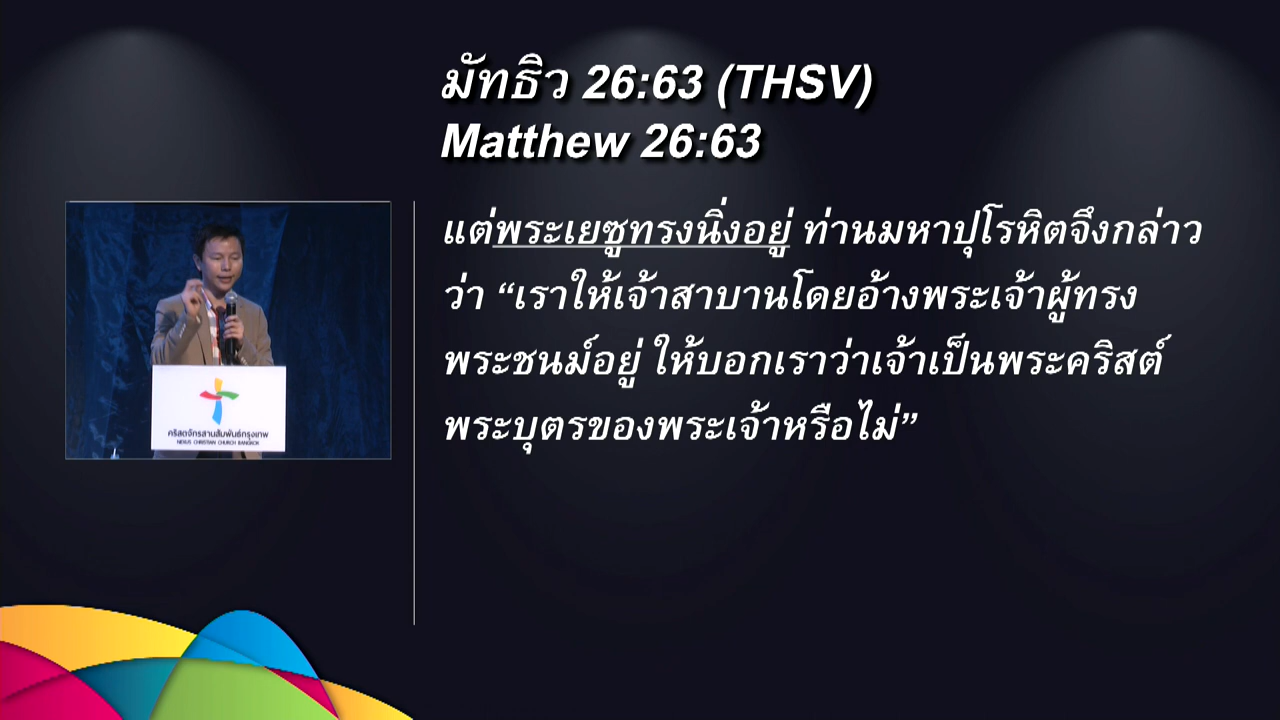 มัทธิว 26:63 (THSV)
Matthew 26:63
แต่พระเยซูทรงนิ่งอยู่ ท่านมหาปุโรหิตจึงกล่าว
ว่า “เราให้เจ้าสาบานโดยอ้างพระเจ้าผู้ทรง
พระชนม์อยู่ ให้บอกเราว่าเจ้าเป็นพระคริสต์
พระบุตรของพระเจ้าหรือไม่”
คริสตจักรสานสัมพันธ์กรุงเทพ
NEXUS CHRISTIAN CHURCH BANGKOK